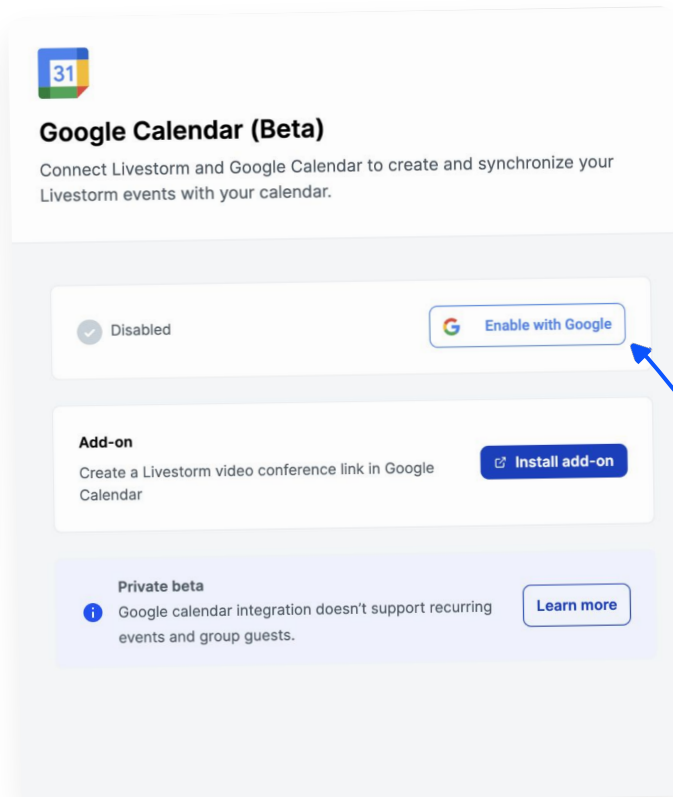 31
Google Calendar (Beta)
Connect Livestorm and Google Calendar to create and synchronize your
Livestorm events with your calendar.
Disabled
Enable with Google
Add-on
Create a Livestorm video conference link in Google
Calendar
Install add-on
Private beta
Google calendar integration doesn't support recurring
events and group guests.
Learn more